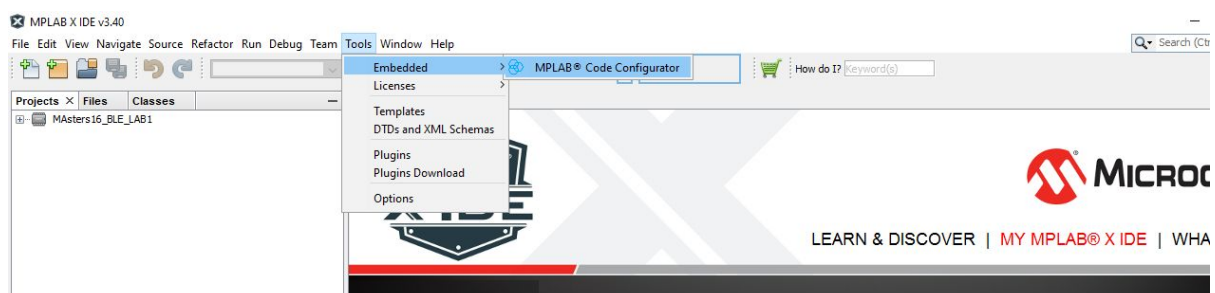 MPLAB X IDE v3.40
File Edit View Navigate Source Refactor Run Debug Team Tools Window Help
Search (Ctr
How do I? Keyword(s)
Embedded
MPLAB® Code Configurator
Licenses
Templates
DTDs and XML Schemas
Plugins
Plugins Download
Options
Projects Files Classes
MAsters16_BLE_LAB1
X IDE
MICROC
LEARN & DISCOVER | MY MPLAB® X IDE | WHA